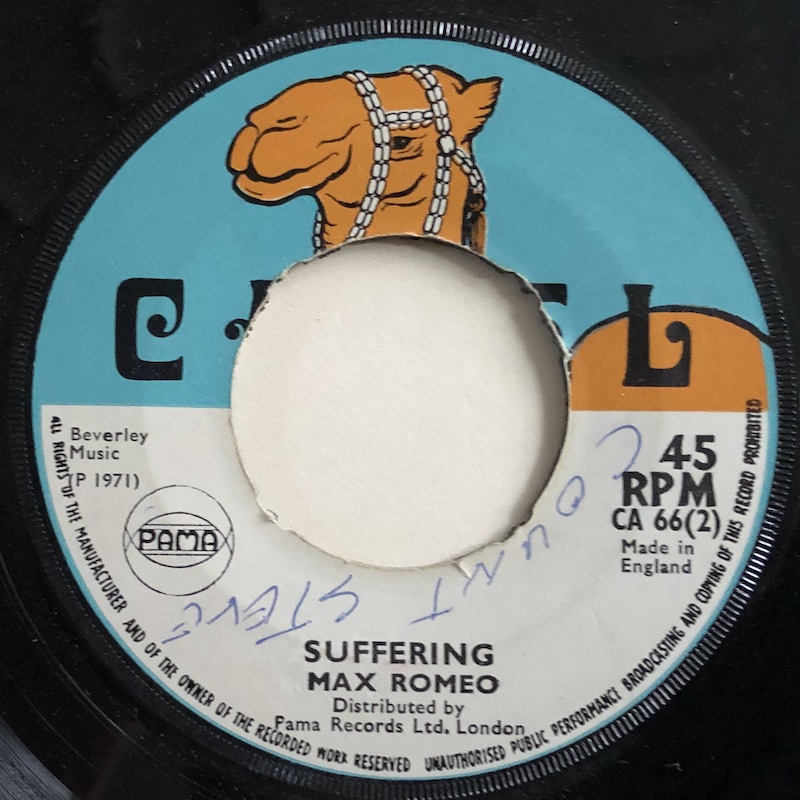 CAMEL
Beverley
Music
(P 1971)
PAMA
45
RPM
CA 66(2)
Made in
England
COUNT STEVE
SUFFERING
MAX ROMEO
Distributed by
Pama Records Ltd. London
ALL RIGHTS OF THE MANUFACTURER AND OF THE OWNER OF THE RECORDED WORK RESERVED UNAUTHORISED PUBLIC PERFORMANCE BROADCASTING AND COPYING OF THIS RECORD PROHIBITED